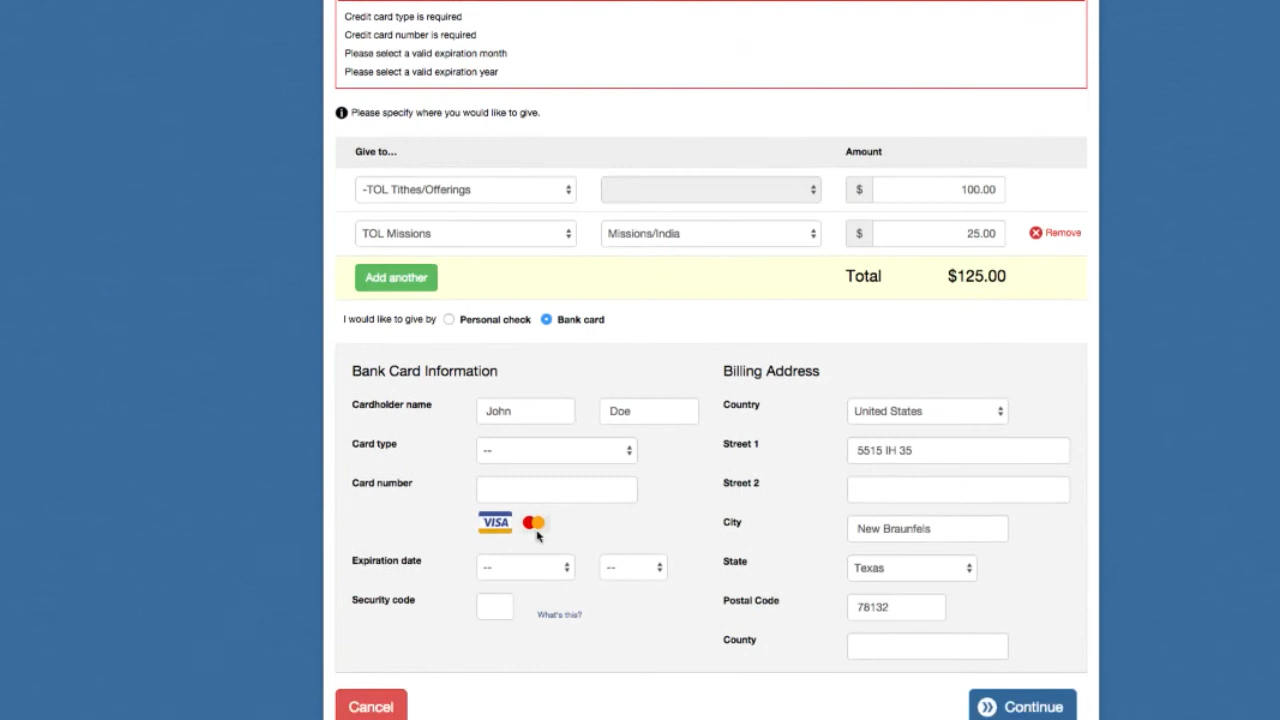 Credit card type is required
Credit card number is required
Please select a valid expiration month
Please select a valid expiration year
Please specify where you would like to give.
Give to... Amount
-TOL Tithes/Offerings $ 100.00
TOL Missions Missions/India $ 25.00 Remove
Add another Total $125.00
I would like to give by Personal check Bank card
Bank Card Information Billing Address
Cardholder name John Doe Country United States
Card type -- Street 1 5515 IH 35
Card number Street 2
VISA City New Braunfels
Expiration date -- -- State Texas
Security code What's this? Postal Code 78132
County
Cancel Continue